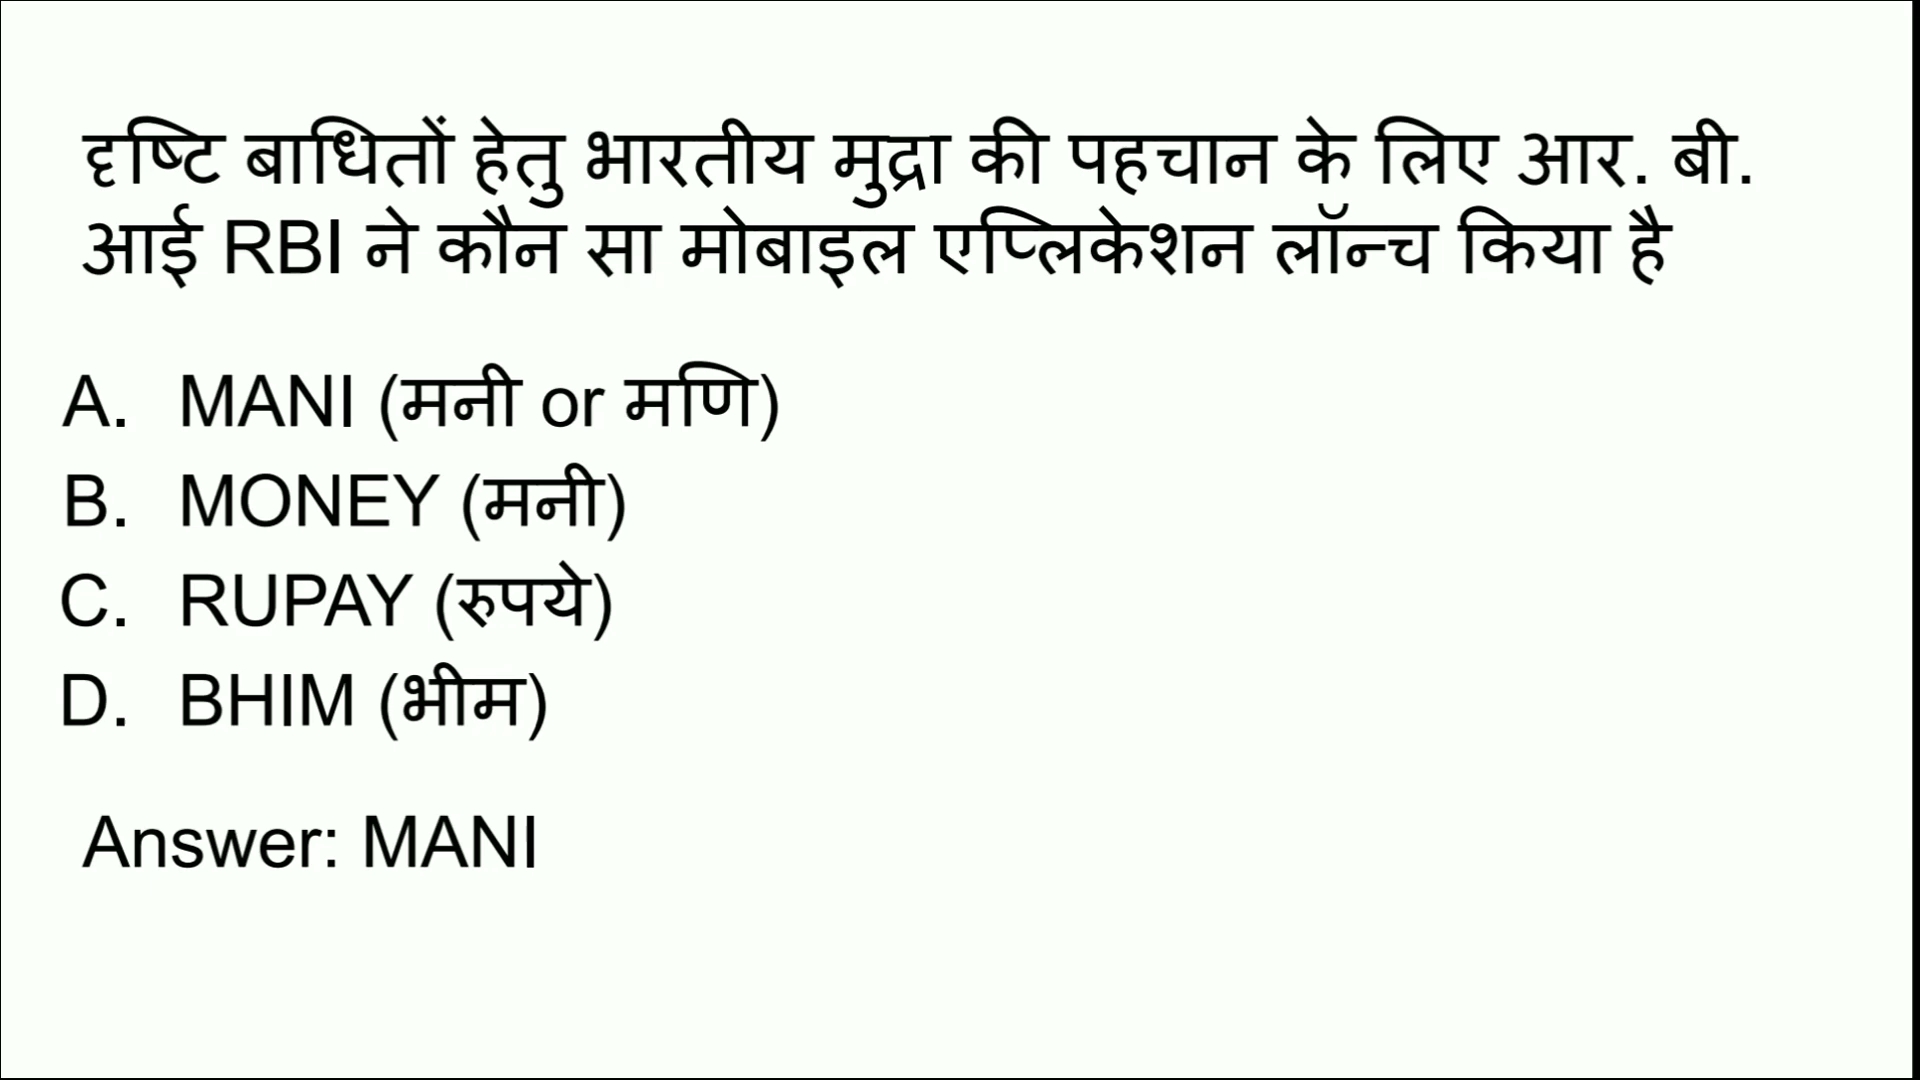 दृष्टि बाधितों हेतु भारतीय मुद्रा की पहचान के लिए आर. बी.
आई RBI ने कौन सा मोबाइल एप्लिकेशन लॉन्च किया है
A. MANI (मनी or मणि)
B. MONEY (मनी)
C. RUPAY (रुपये)
D. BHIM (भीम)
Answer: MANI